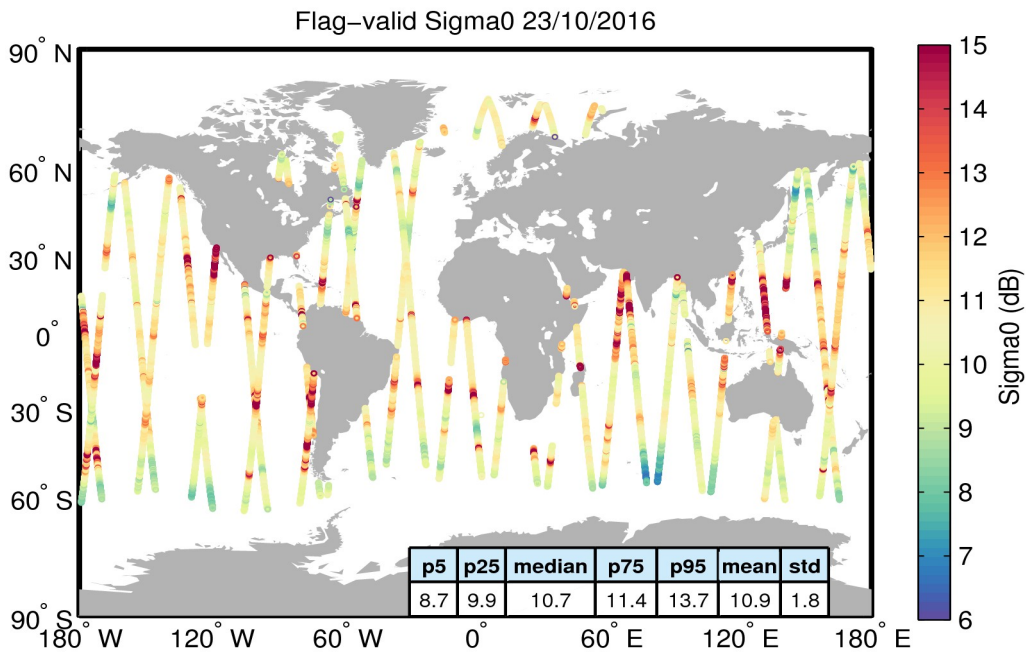 Flag−valid Sigma0 23/10/2016
90° N
60° N
30° N
0°
30° S
60° S
90° S
180° W
120° W
60° W
0°
60° E
120° E
180° E
p5 p25 median p75 p95 mean std
8.7 9.9 10.7 11.4 13.7 10.9 1.8
15
14
13
12
11
10
9
8
7
6
Sigma0 (dB)